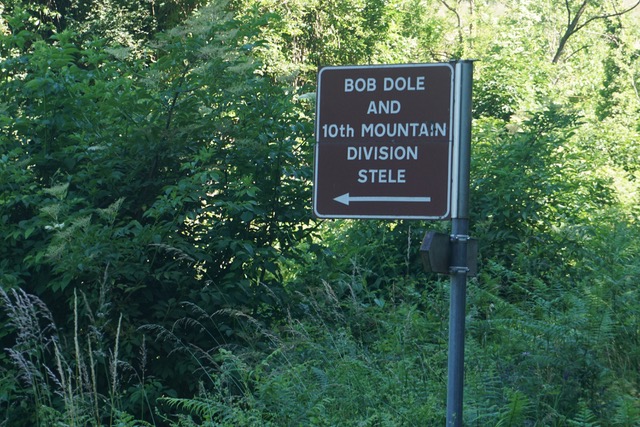 BOB DOLE
AND
10th MOUNTAIN
DIVISION
STELE